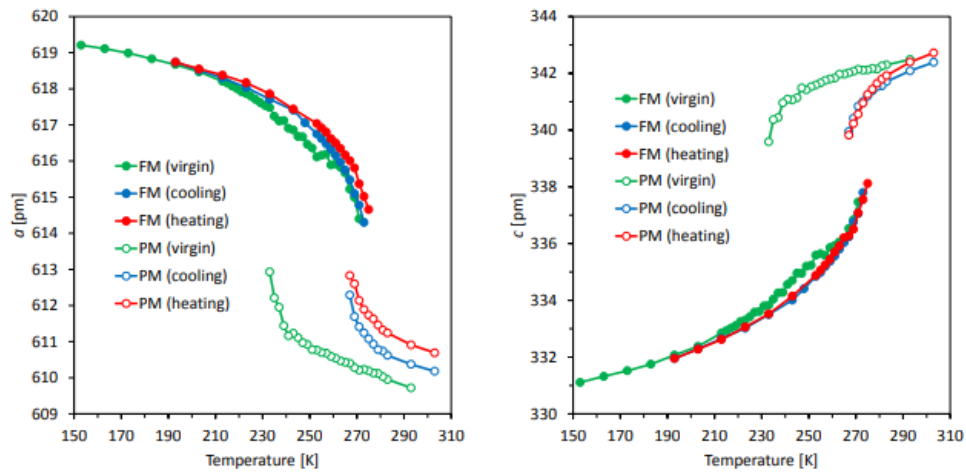 620
619
618
617
616
615
614
613
612
611
610
609
a [pm]
FM (virgin)
FM (cooling)
FM (heating)
PM (virgin)
PM (cooling)
PM (heating)
150 170 190 210 230 250 270 290 310
Temperature [K]
344
342
340
338
336
334
332
330
c [pm]
FM (virgin)
FM (cooling)
FM (heating)
PM (virgin)
PM (cooling)
PM (heating)
150 170 190 210 230 250 270 290 310
Temperature [K]